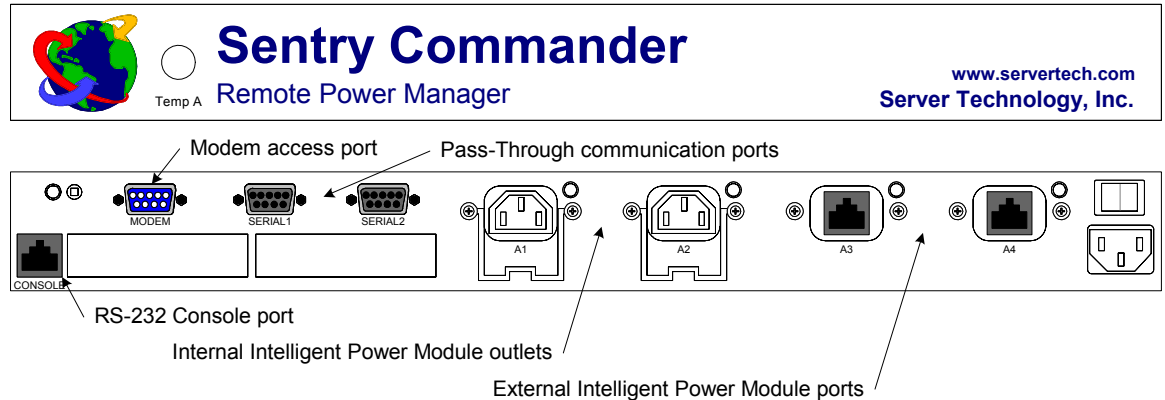 Sentry Commander
Temp A
Remote Power Manager
www.servertech.com
Server Technology, Inc.
Modem access port
Pass-Through communication ports
MODEM
SERIAL1
SERIAL2
A1
A2
A3
A4
CONSOLE
RS-232 Console port
Internal Intelligent Power Module outlets
External Intelligent Power Module ports